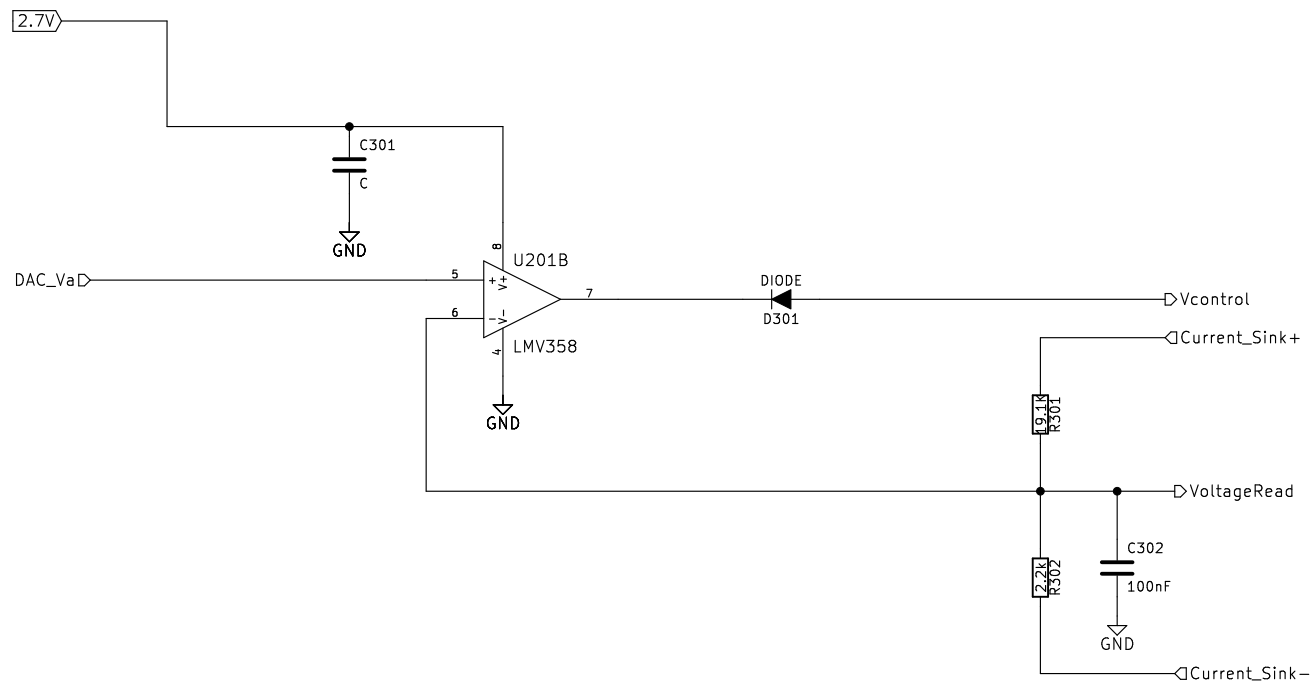 2.7V
C301
C
GND
DAC_Va
8
U201B
5
+
V+
7
6
−
V−
4
LMV358
GND
DIODE
D301
Vcontrol
Current_Sink+
19.1K
R301
VoltageRead
C302
100nF
2.2k
R302
GND
Current_Sink−